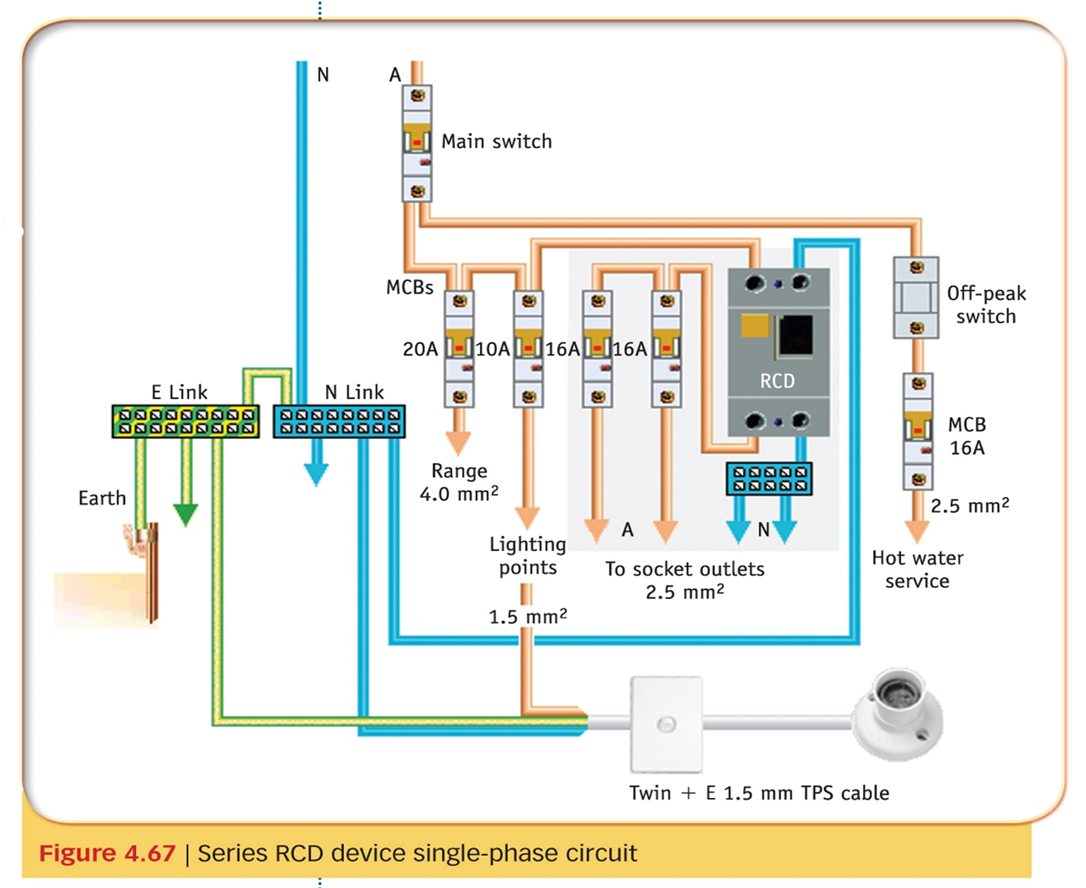 N
A
Main switch
MCBs
Off-peak
switch
20A
10A
16A
16A
RCD
E Link
N Link
MCB
16A
Range
4.0 mm²
Earth
2.5 mm²
A
N
Lighting
points
To socket outlets
2.5 mm²
Hot water
service
1.5 mm²
Twin + E 1.5 mm TPS cable
Figure 4.67 | Series RCD device single-phase circuit